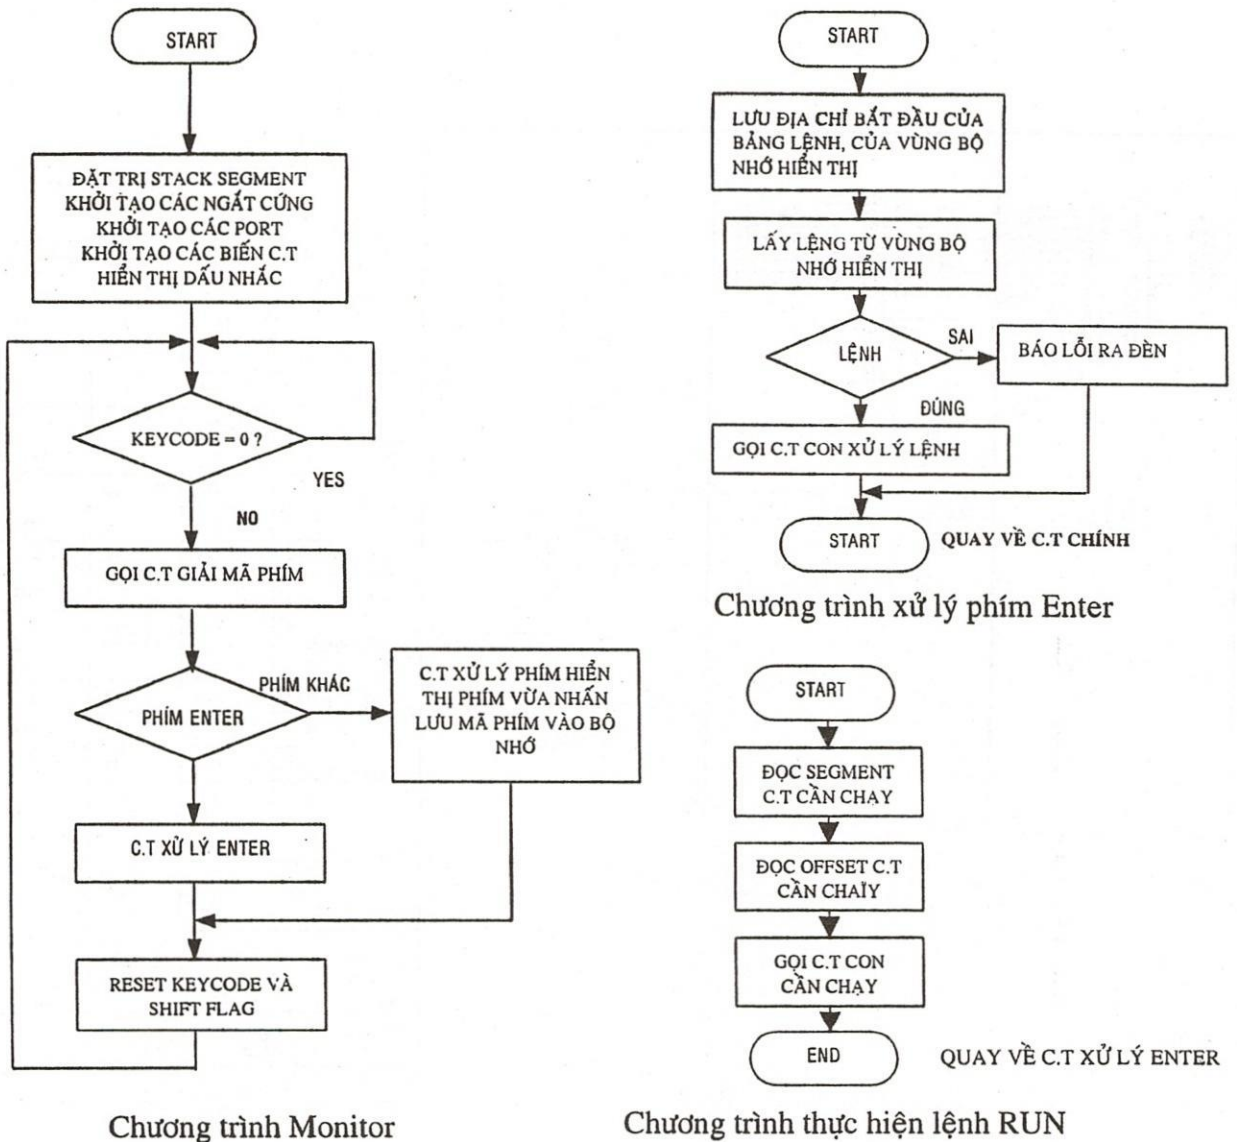 START
ĐẶT TRỊ STACK SEGMENT
KHỞI TẠO CÁC NGẮT CỨNG
KHỞI TẠO CÁC PORT
KHỞI TẠO CÁC BIẾN C.T
HIỂN THỊ DẤU NHẮC
KEYCODE = 0 ?
YES
NO
GỌI C.T GIẢI MÃ PHÍM
PHÍM ENTER
PHÍM KHÁC
C.T XỬ LÝ PHÍM HIỂN
THỊ PHÍM VỪA NHẤN
LƯU MÃ PHÍM VÀO BỘ
NHỚ
C.T XỬ LÝ ENTER
RESET KEYCODE VÀ
SHIFT FLAG
Chương trình Monitor
START
LƯU ĐỊA CHỈ BẮT ĐẦU CỦA
BẢNG LỆNH, CỦA VÙNG BỘ
NHỚ HIỂN THỊ
LẤY LỆNG TỪ VÙNG BỘ
NHỚ HIỂN THỊ
LỆNH
SAI
BÁO LỖI RA ĐÈN
ĐÚNG
GỌI C.T CON XỬ LÝ LỆNH
START
QUAY VỀ C.T CHÍNH
Chương trình xử lý phím Enter
START
ĐỌC SEGMENT
C.T CẦN CHẠY
ĐỌC OFFSET C.T
CẦN CHAÏY
GỌI C.T CON
CẦN CHẠY
END
QUAY VỀ C.T XỬ LÝ ENTER
Chương trình thực hiện lệnh RUN